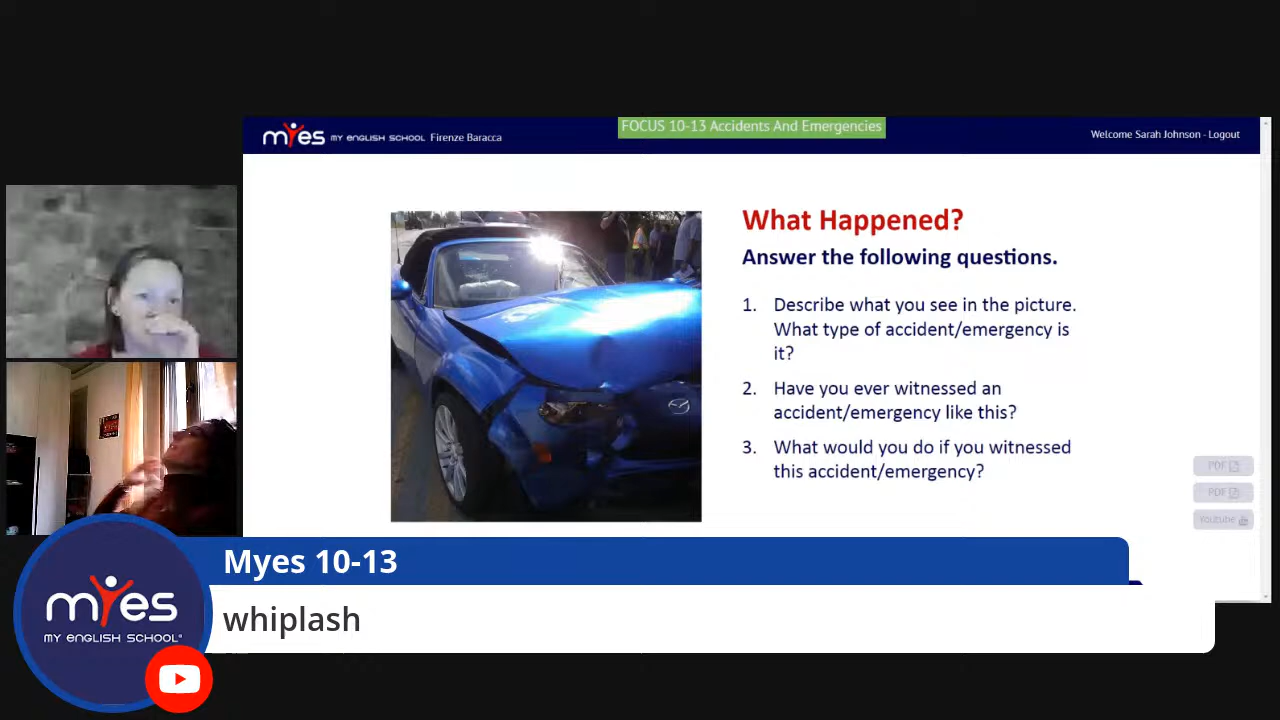 myes MY ENGLISH SCHOOL Firenze Baracca
FOCUS 10-13 Accidents And Emergencies
Welcome Sarah Johnson - Logout
What Happened?
Answer the following questions.
1. Describe what you see in the picture.
What type of accident/emergency is
it?
2. Have you ever witnessed an
accident/emergency like this?
3. What would you do if you witnessed
this accident/emergency?
PDF
PDF
Youtube
Myes 10-13
whiplash
myes
MY ENGLISH SCHOOL